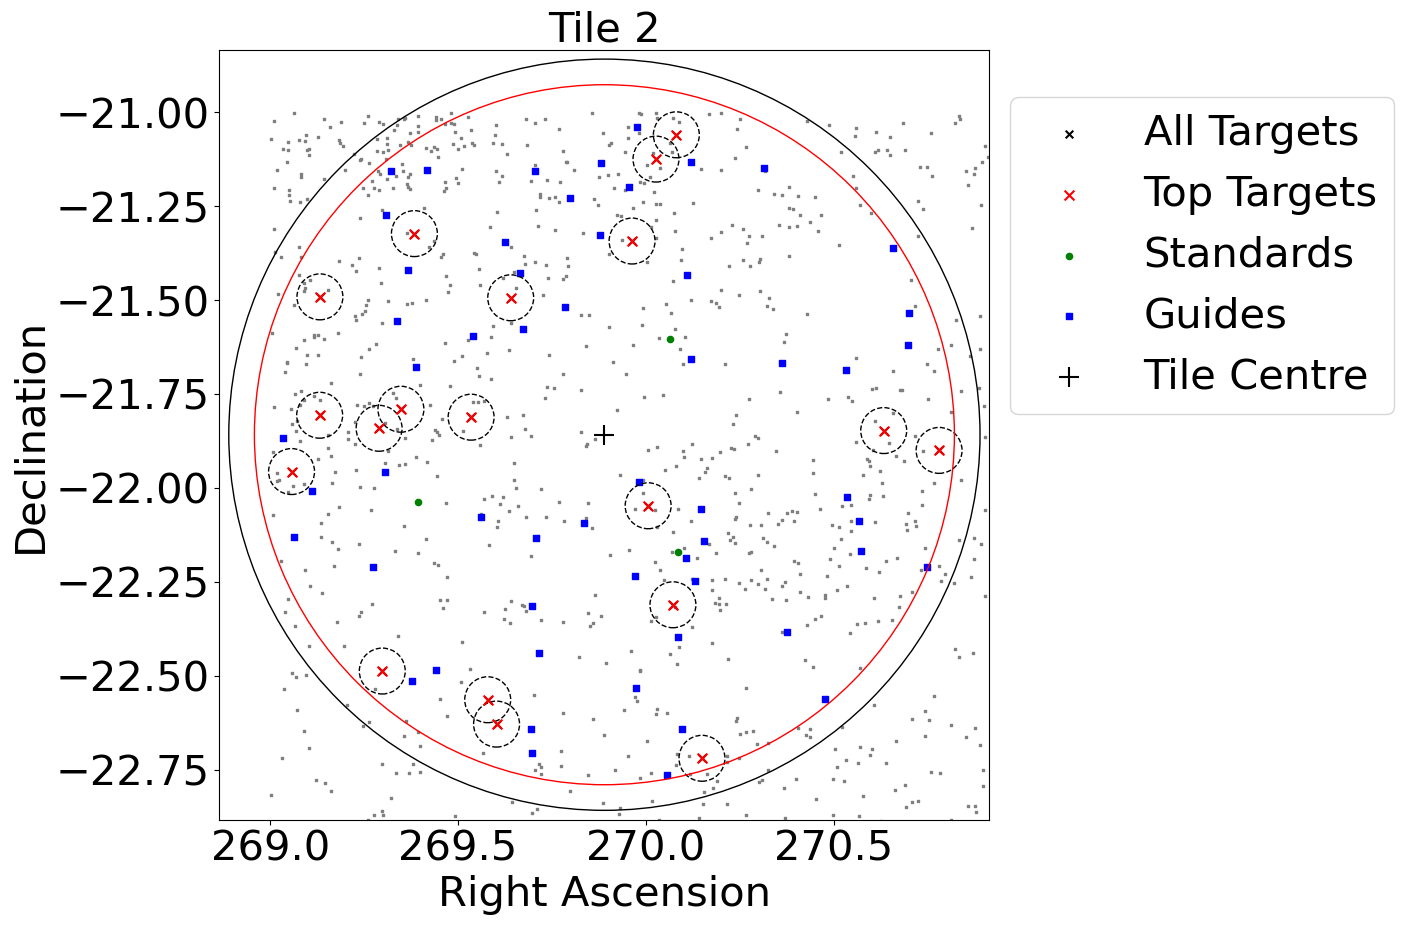 Tile 2
−21.00
−21.25
−21.50
−21.75
−22.00
−22.25
−22.50
−22.75
Declination
269.0 269.5 270.0 270.5
Right Ascension
All Targets
Top Targets
Standards
Guides
Tile Centre